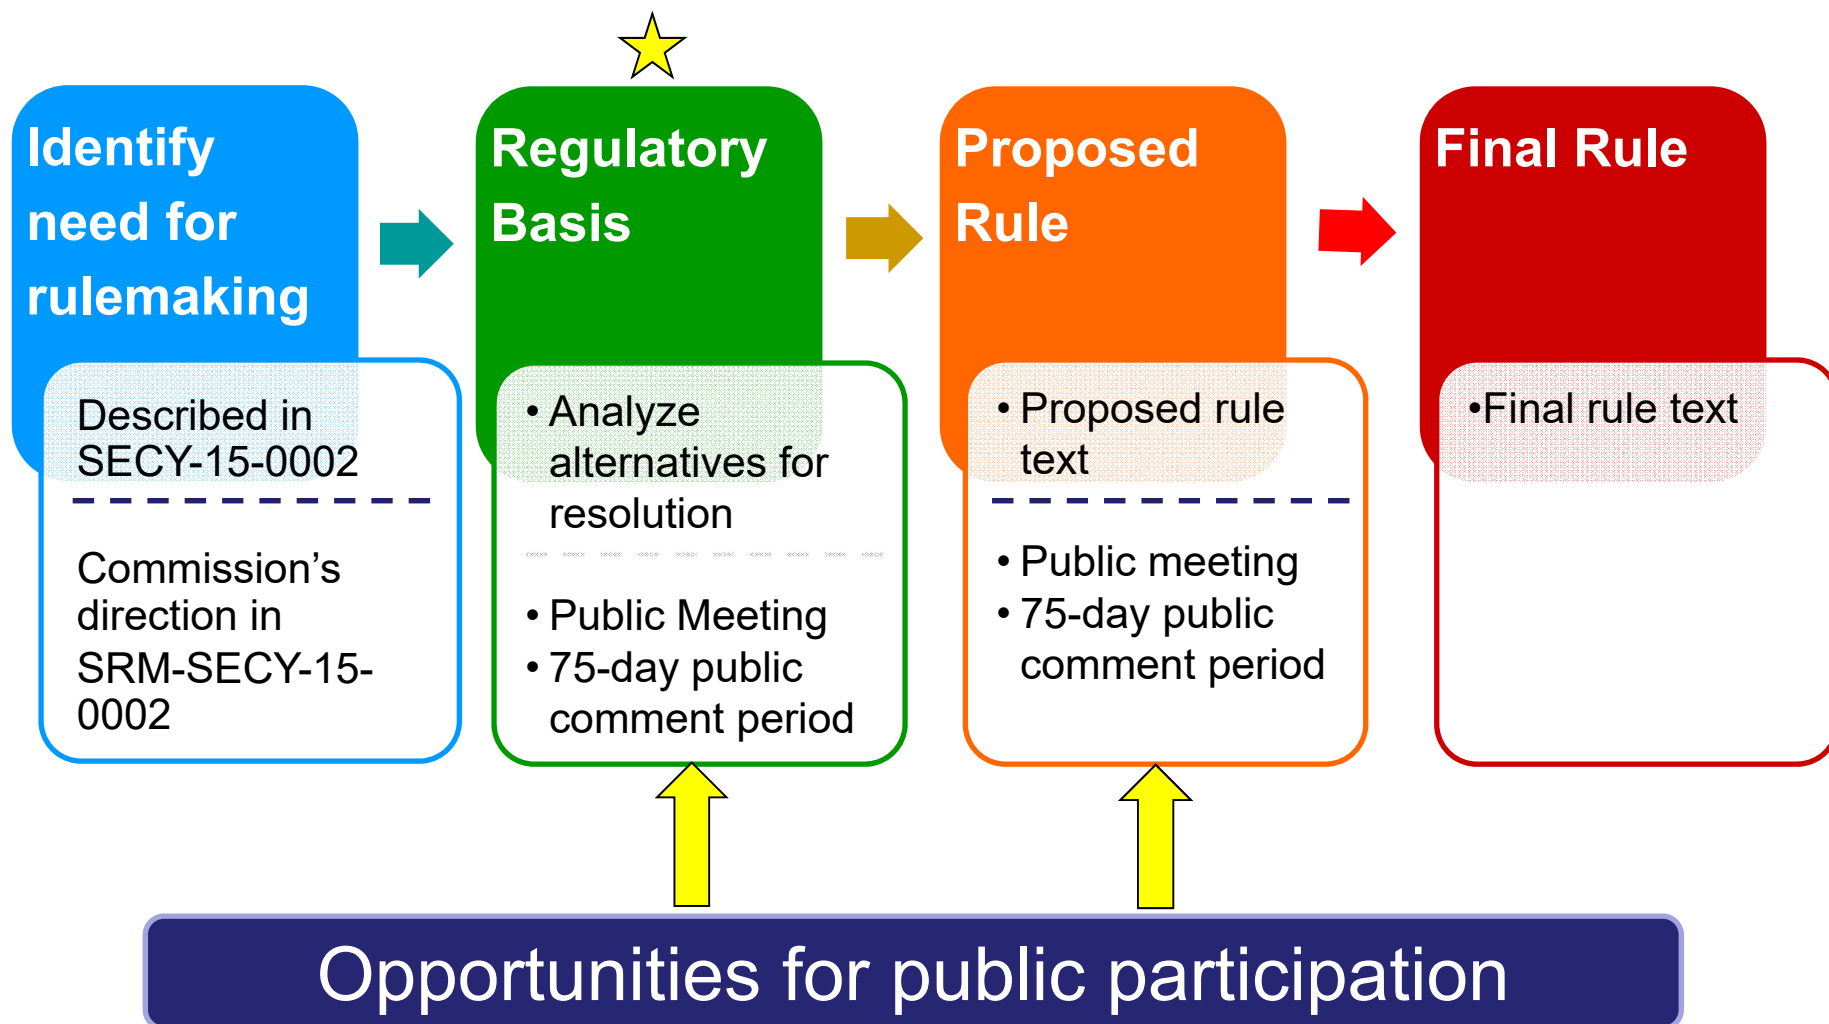 Identify
need for
rulemaking
Described in
SECY-15-0002
Commission’s
direction in
SRM-SECY-15-
0002
Regulatory
Basis
• Analyze
alternatives for
resolution
• Public Meeting
• 75-day public
comment period
Proposed
Rule
• Proposed rule
text
• Public meeting
• 75-day public
comment period
Final Rule
•Final rule text
Opportunities for public participation